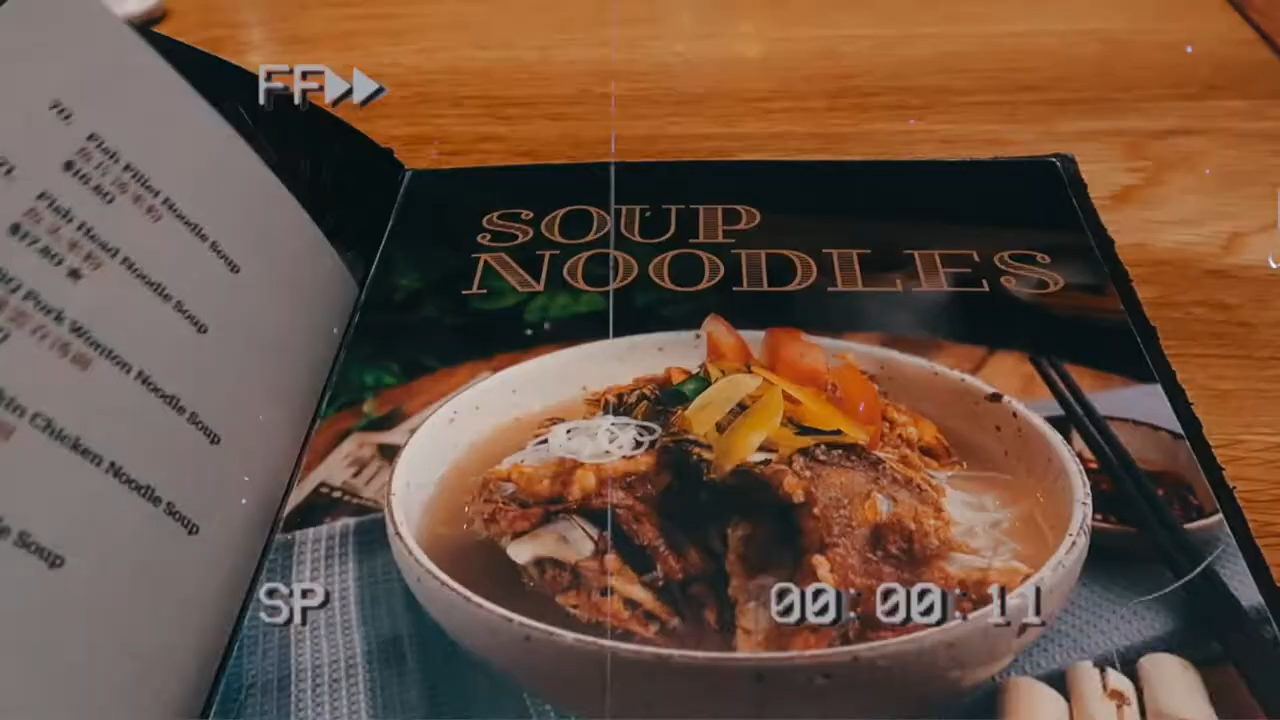 FF
SOUP
NOODLES
70. Fish Fillet Noodle Soup
$16.80
71. Fish Head Noodle Soup
$17.80
Pork Wonton Noodle Soup
Chicken Noodle Soup
Soup
SP
00:00:11